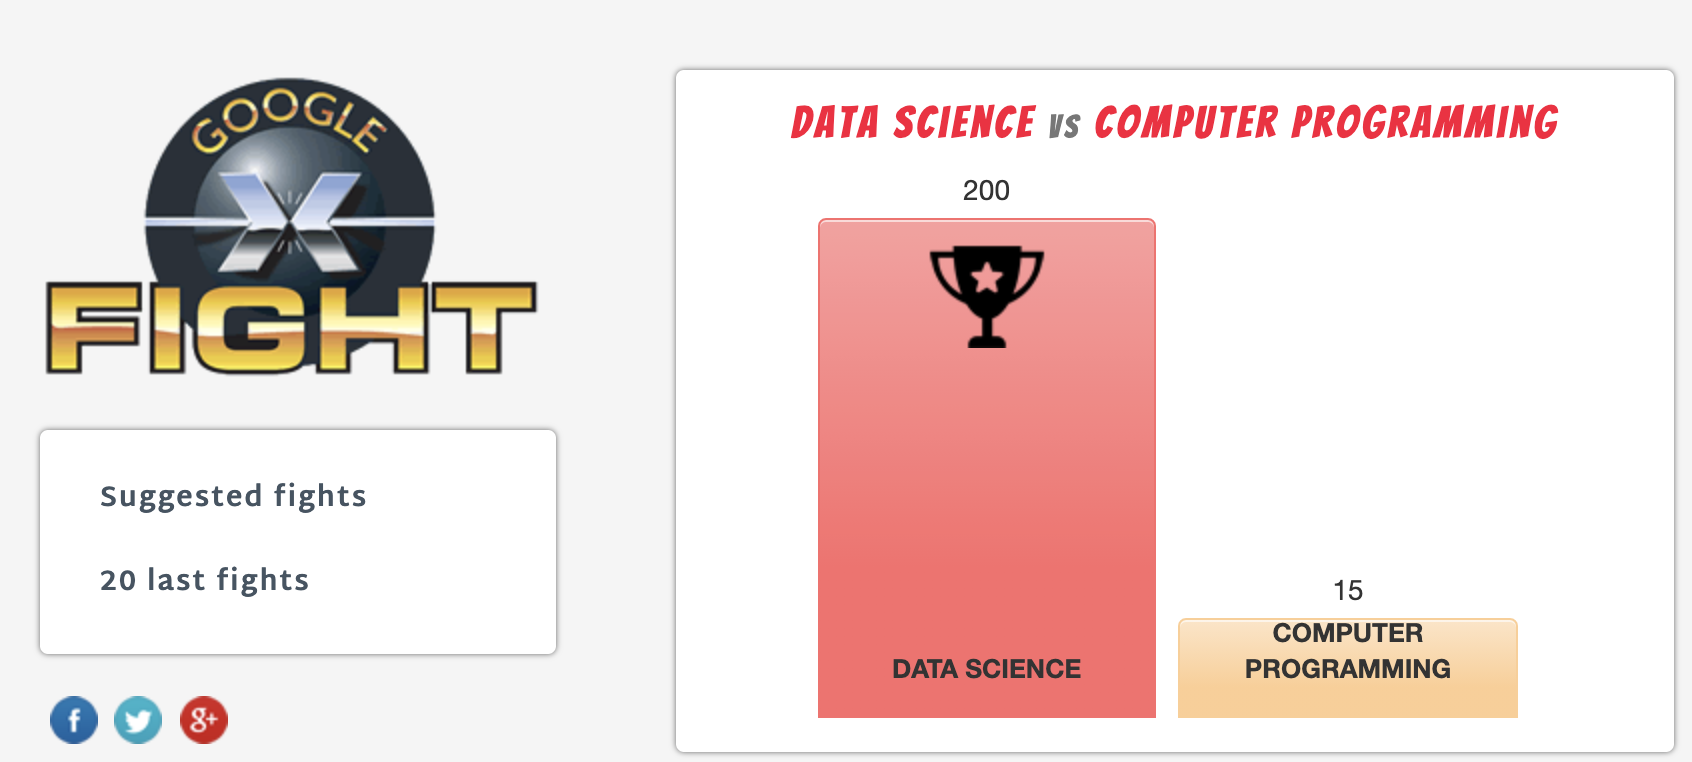 GOOGLE
X
FIGHT
Suggested fights
20 last fights
f
g+
DATA SCIENCE VS COMPUTER PROGRAMMING
200
DATA SCIENCE
15
COMPUTER
PROGRAMMING